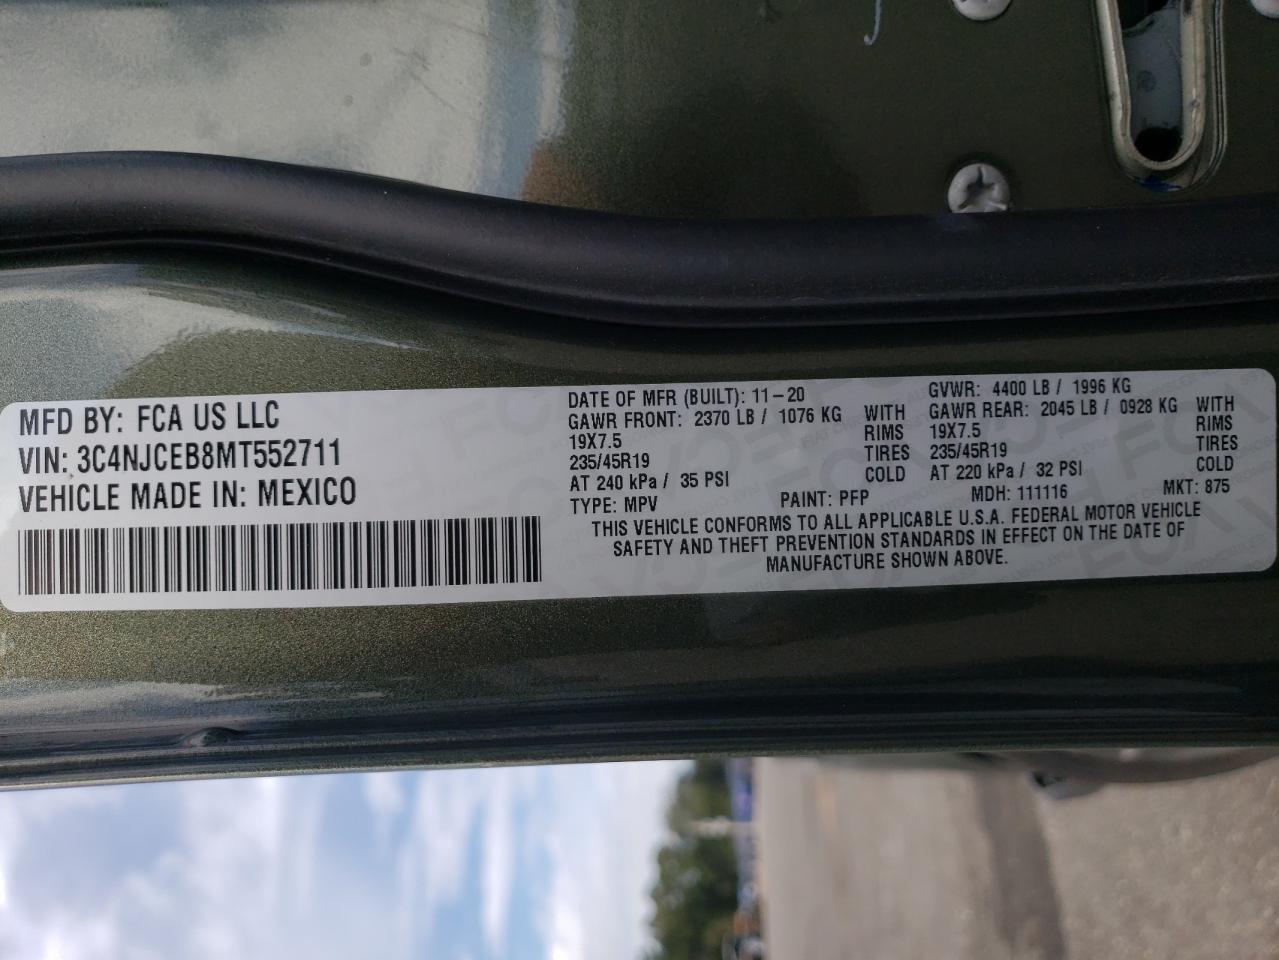 MFD BY: FCA US LLC
VIN: 3C4NJCEB8MT552711
VEHICLE MADE IN: MEXICO
DATE OF MFR (BUILT): 11-20
GAWR FRONT: 2370 LB / 1076 KG WITH
19X7.5 RIMS
235/45R19 TIRES
AT 240 kPa / 35 PSI COLD
GVWR: 4400 LB / 1996 KG
GAWR REAR: 2045 LB / 0928 KG WITH
19X7.5 RIMS
235/45R19 TIRES
AT 220 kPa / 32 PSI COLD
TYPE: MPV PAINT: PFP MDH: 111116 MKT: 875
THIS VEHICLE CONFORMS TO ALL APPLICABLE U.S.A. FEDERAL MOTOR VEHICLE
SAFETY AND THEFT PREVENTION STANDARDS IN EFFECT ON THE DATE OF
MANUFACTURE SHOWN ABOVE.